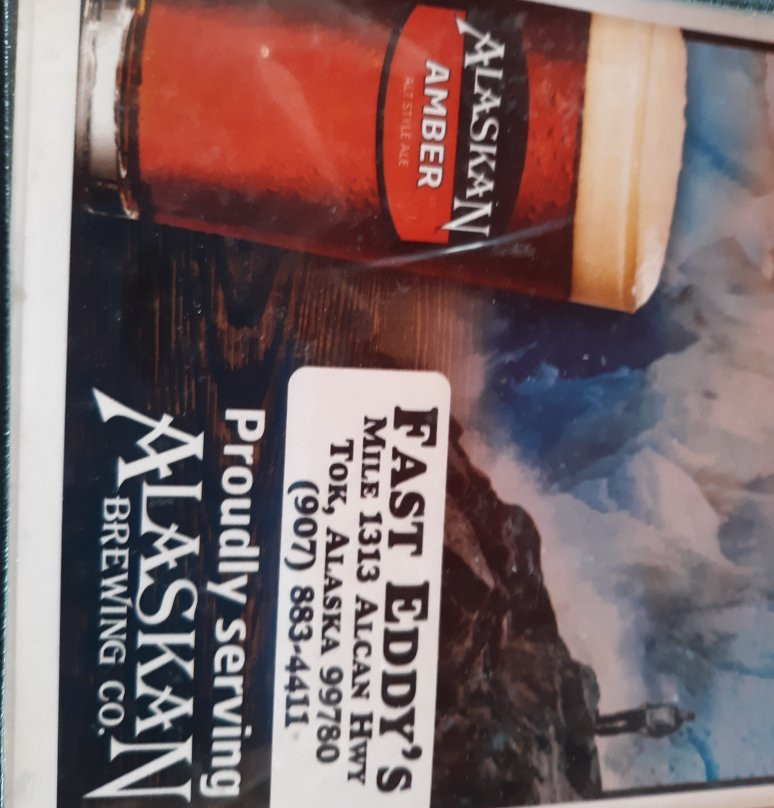 ALASKAN
AMBER
ALT STYLE ALE
FAST EDDY'S
MILE 1313 ALCAN HWY
TOK, ALASKA 99780
(907) 883-4411
Proudly serving
ALASKAN
BREWING CO.